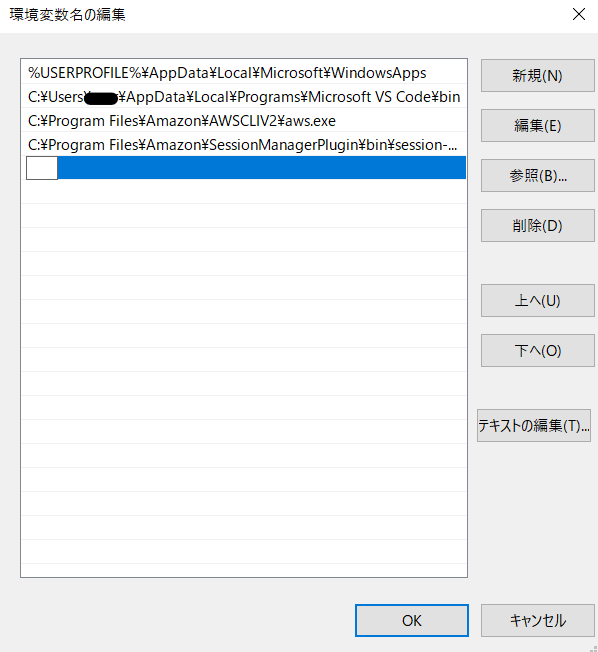 環境変数名の編集
%USERPROFILE%¥AppData¥Local¥Microsoft¥WindowsApps
C:¥Users¥ ¥AppData¥Local¥Programs¥Microsoft VS Code¥bin
C:¥Program Files¥Amazon¥AWSCLIV2¥aws.exe
C:¥Program Files¥Amazon¥SessionManagerPlugin¥bin¥session-...
新規(N)
編集(E)
参照(B)...
削除(D)
上へ(U)
下へ(O)
テキストの編集(T)...
OK
キャンセル